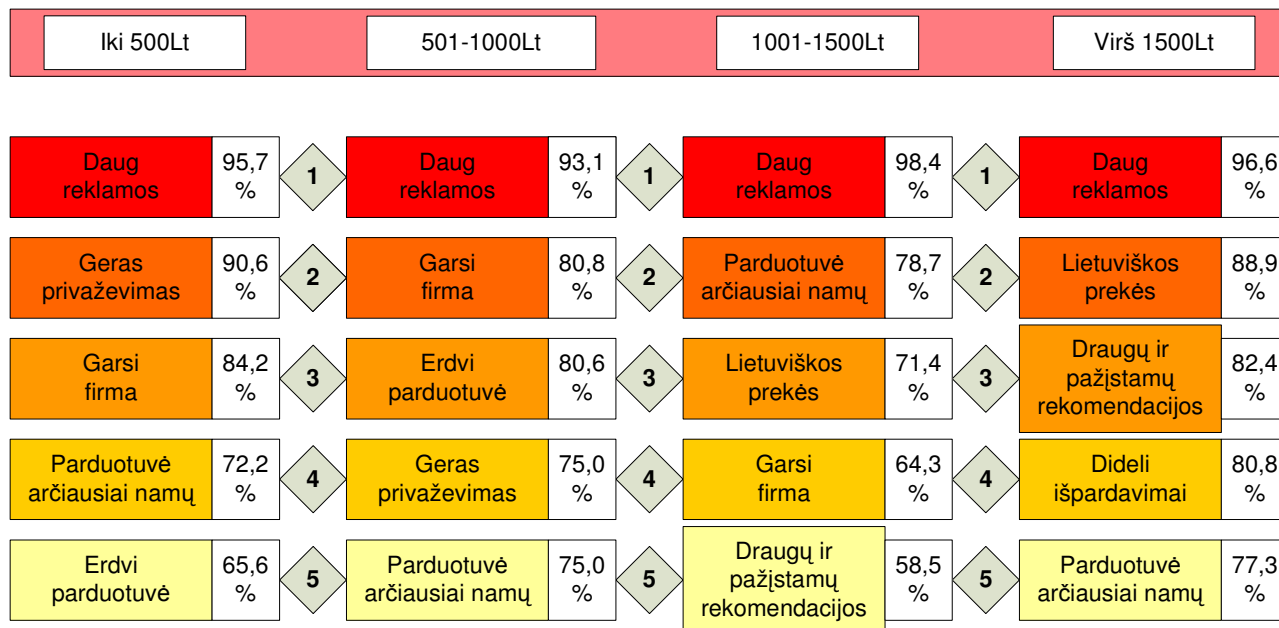 Iki 500Lt
501-1000Lt
1001-1500Lt
Virš 1500Lt
Daug
reklamos
95,7
%
1
Daug
reklamos
93,1
%
1
Daug
reklamos
98,4
%
1
Daug
reklamos
96,6
%
Geras
privaževimas
90,6
%
2
Garsi
firma
80,8
%
2
Parduotuvė
arčiausiai namų
78,7
%
2
Lietuviškos
prekės
88,9
%
Garsi
firma
84,2
%
3
Erdvi
parduotuvė
80,6
%
3
Lietuviškos
prekės
71,4
%
3
Draugų ir
pažįstamų
rekomendacijos
82,4
%
Parduotuvė
arčiausiai namų
72,2
%
4
Geras
privaževimas
75,0
%
4
Garsi
firma
64,3
%
4
Dideli
išpardavimai
80,8
%
Erdvi
parduotuvė
65,6
%
5
Parduotuvė
arčiausiai namų
75,0
%
5
Draugų ir
pažįstamų
rekomendacijos
58,5
%
5
Parduotuvė
arčiausiai namų
77,3
%